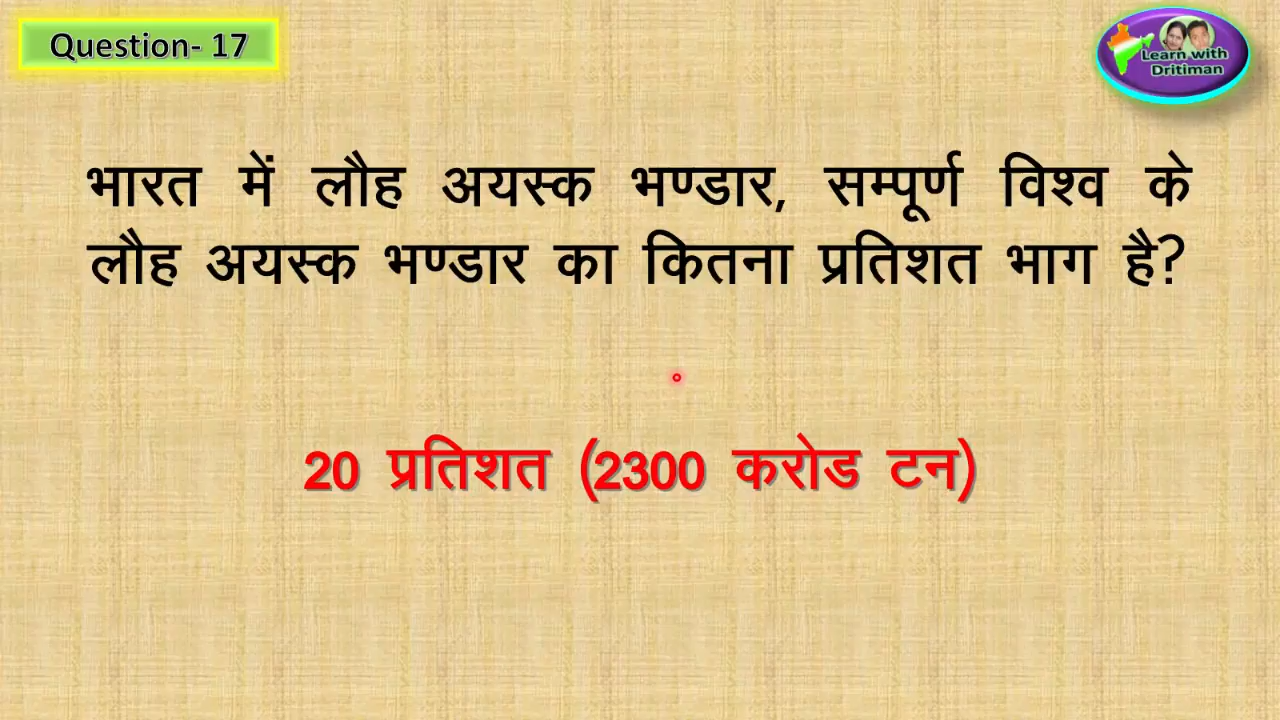 Question- 17
Learn with
Dritiman
भारत में लौह अयस्क भण्डार, सम्पूर्ण विश्व के
लौह अयस्क भण्डार का कितना प्रतिशत भाग है?
20 प्रतिशत (2300 करोड टन)